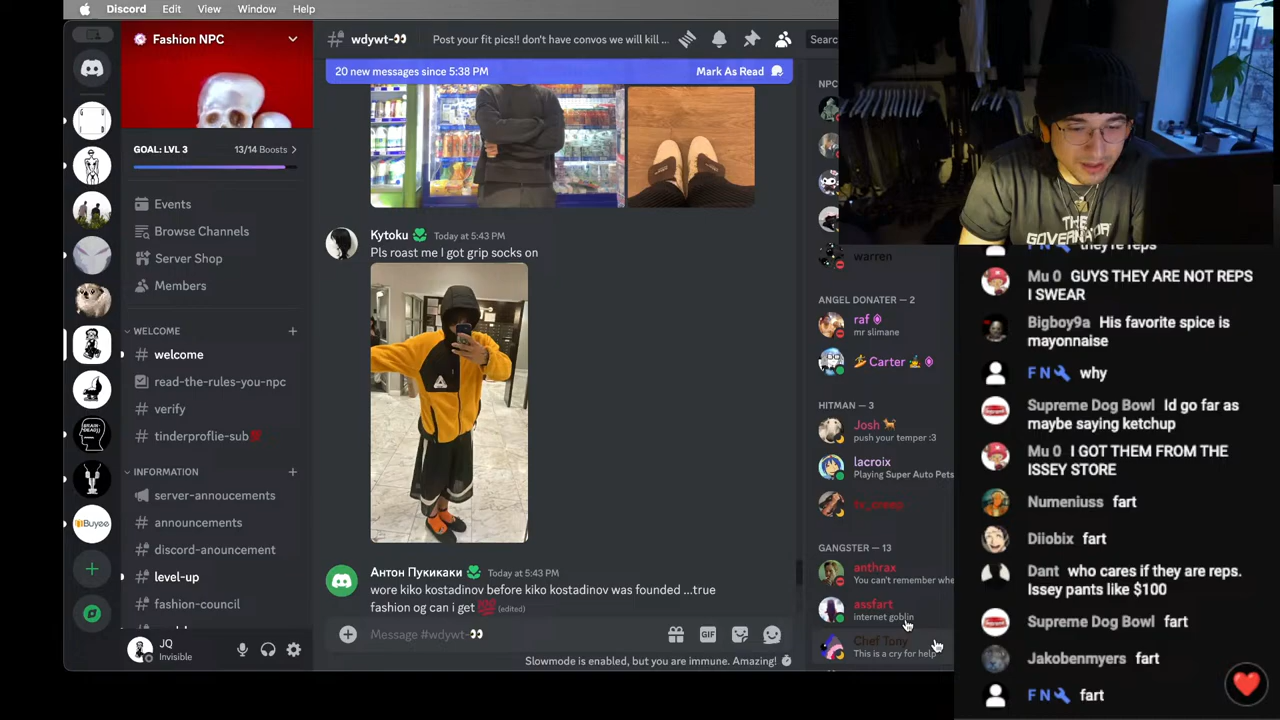 Discord Edit View Window Help
Fashion NPC
GOAL: LVL 3 13/14 Boosts
Events
Browse Channels
Server Shop
Members
WELCOME
welcome
read-the-rules-you-npc
verify
tinderproflie-sub💯
INFORMATION
server-annoucements
announcements
discord-anouncement
level-up
fashion-council
Buyee
JQ
Invisible
# wdywt-👀 Post your fit pics!! don't have convos we will kill ...
Searc
20 new messages since 5:38 PM Mark As Read
Kytoku Today at 5:43 PM
Pls roast me I got grip socks on
Антон Пукикаки Today at 5:43 PM
wore kiko kostadinov before kiko kostadinov was founded ...true
fashion og can i get 💯 (edited)
Message #wdywt-👀
GIF
Slowmode is enabled, but you are immune. Amazing!
NPC
warren
ANGEL DONATER — 2
raf
mr slimane
Carter
HITMAN — 3
Josh
push your temper :3
lacroix
Playing Super Auto Pets
tv_creep
GANGSTER — 13
anthrax
You can't remember whe
assfart
internet goblin
Chef Tony
This is a cry for help
THE
GOVERNATOR
they're reps
Mu 0 GUYS THEY ARE NOT REPS
I SWEAR
Bigboy9a His favorite spice is
mayonnaise
F N🔧 why
Supreme Dog Bowl Id go far as
maybe saying ketchup
Mu 0 I GOT THEM FROM THE
ISSEY STORE
Numeniuss fart
Diiobix fart
Dant who cares if they are reps.
Issey pants like $100
Supreme Dog Bowl fart
Jakobenmyers fart
F N🔧 fart